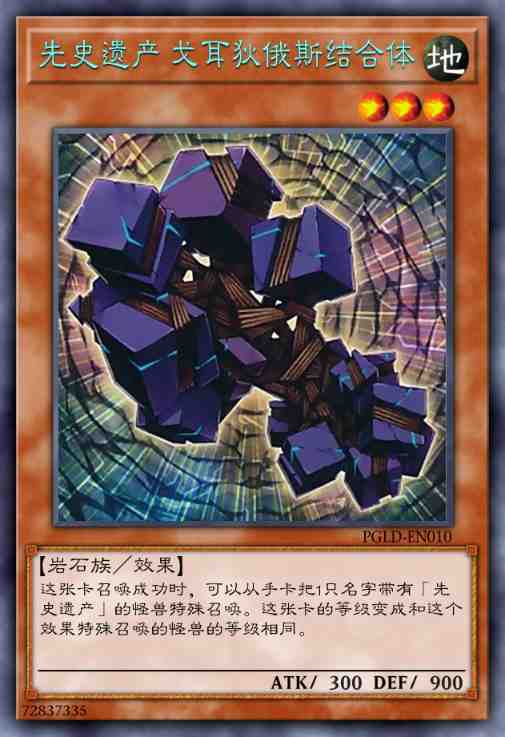 先史遗产 戈耳狄俄斯结合体 地
PGLD-EN010
【岩石族／效果】
这张卡召唤成功时，可以从手卡把1只名字带有「先
史遗产」的怪兽特殊召唤。这张卡的等级变成和这个
效果特殊召唤的怪兽的等级相同。
ATK/ 300 DEF/ 900
72837335